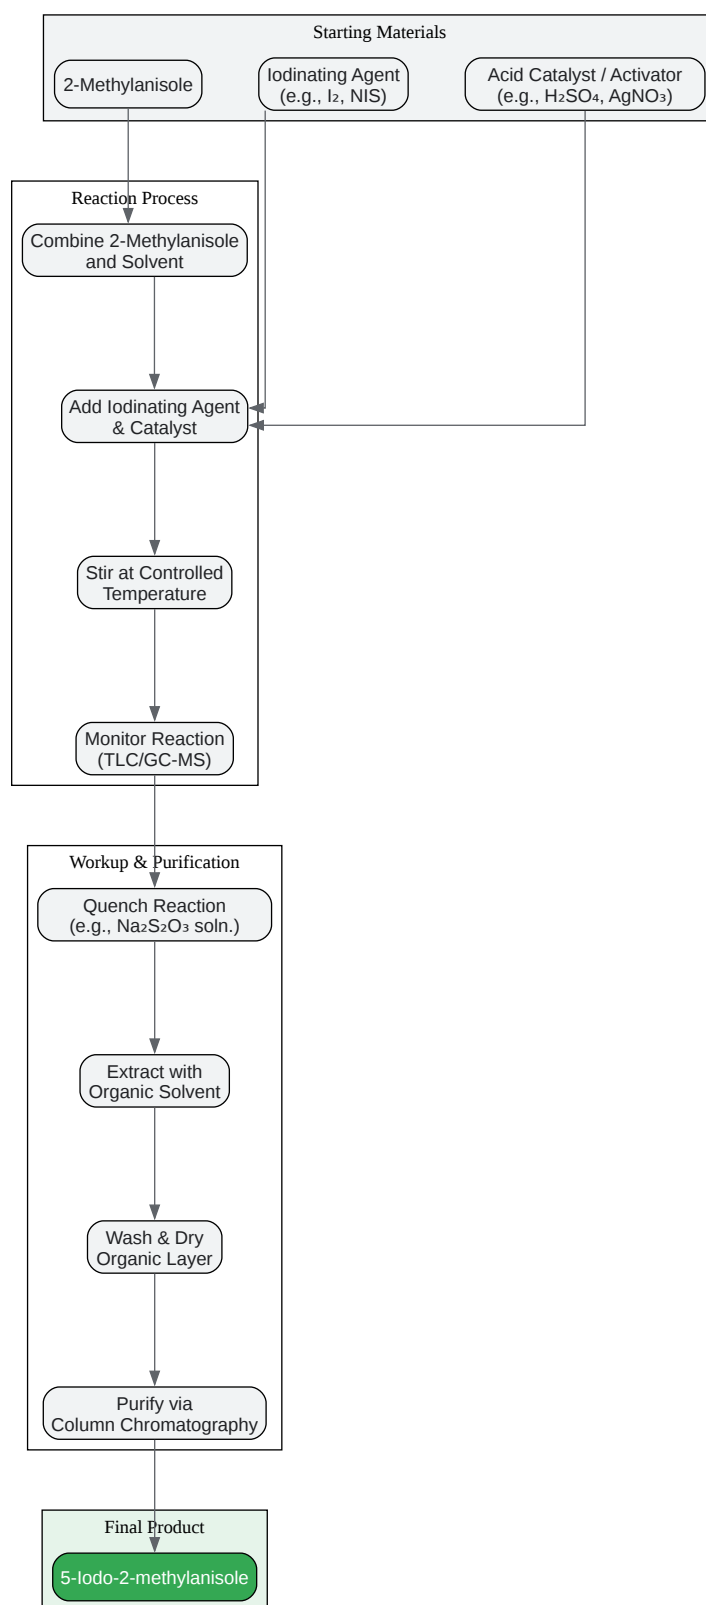 Starting Materials
2-Methylanisole
Iodinating Agent
(e.g., I₂, NIS)
Acid Catalyst / Activator
(e.g., H₂SO₄, AgNO₃)
Reaction Process
Combine 2-Methylanisole
and Solvent
Add Iodinating Agent
& Catalyst
Stir at Controlled
Temperature
Monitor Reaction
(TLC/GC-MS)
Workup & Purification
Quench Reaction
(e.g., Na₂S₂O₃ soln.)
Extract with
Organic Solvent
Wash & Dry
Organic Layer
Purify via
Column Chromatography
Final Product
5-Iodo-2-methylanisole